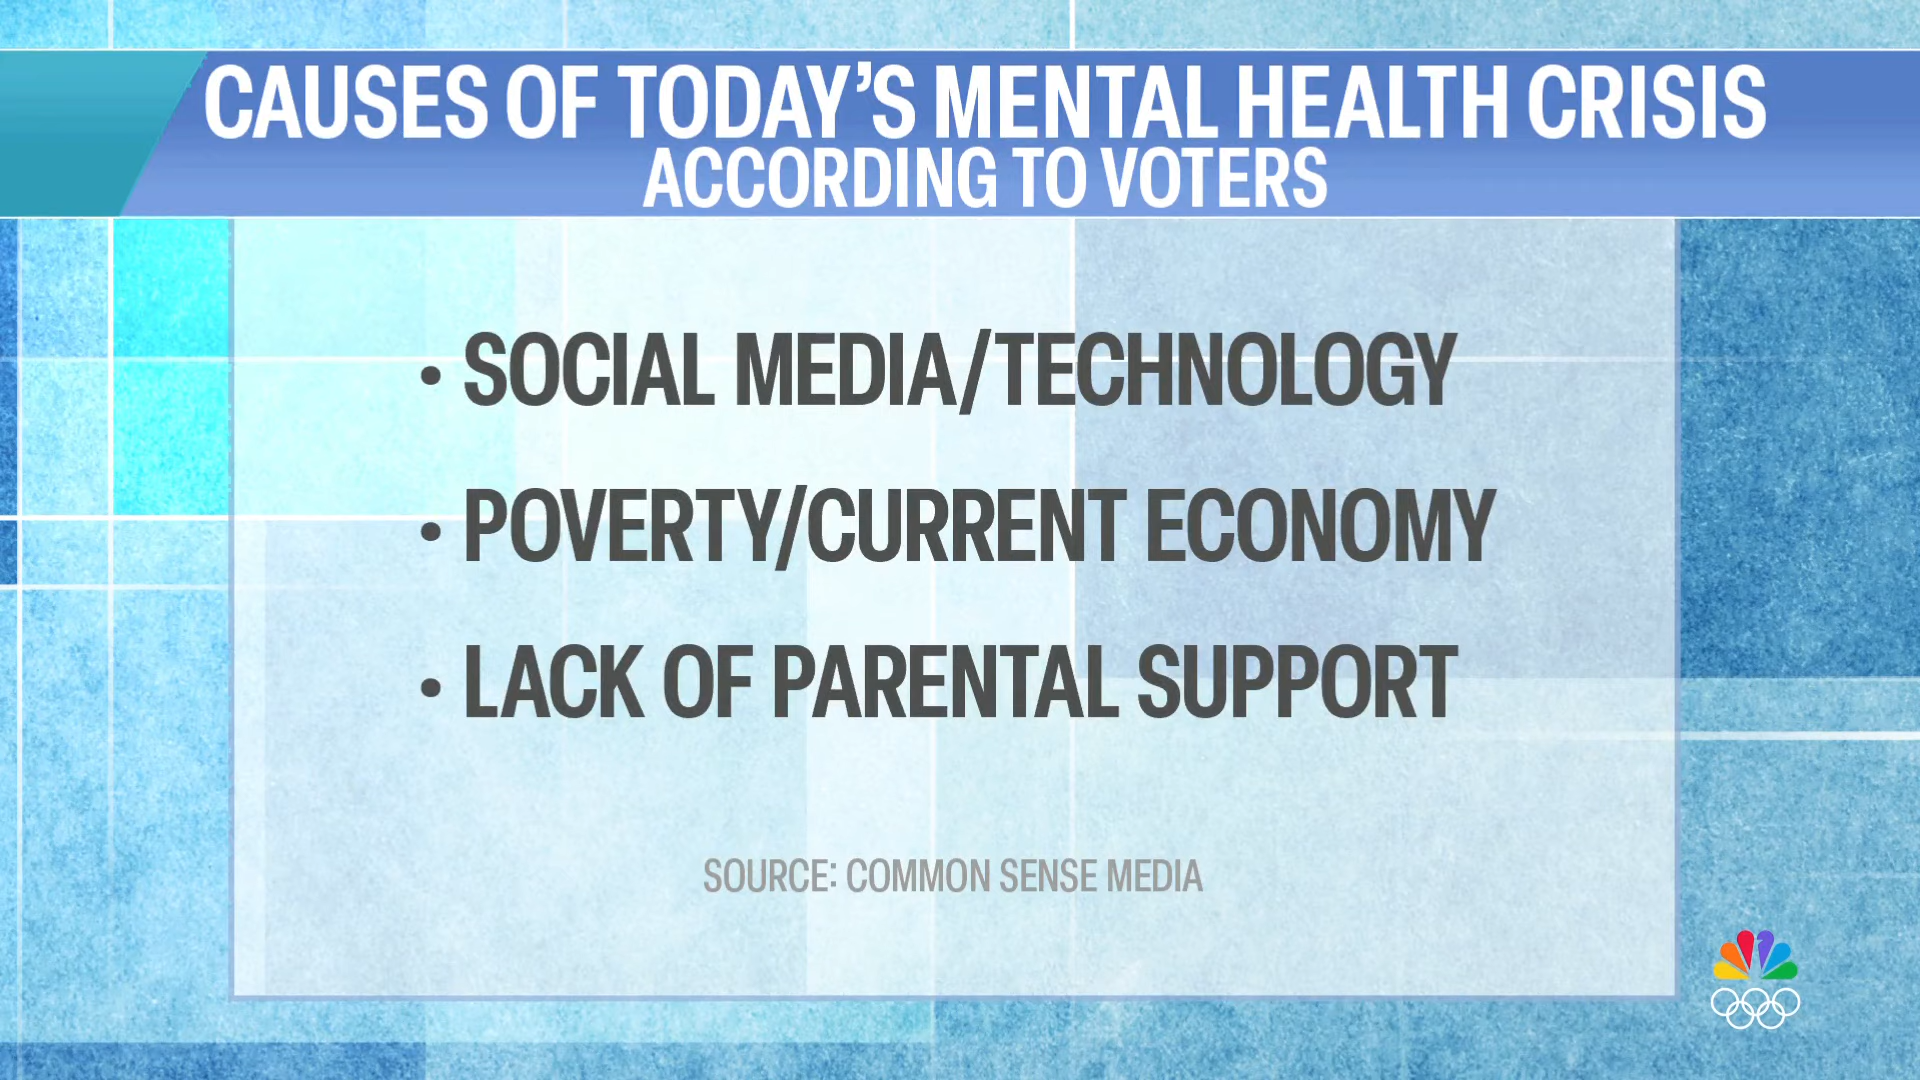 CAUSES OF TODAY'S MENTAL HEALTH CRISIS
ACCORDING TO VOTERS
• SOCIAL MEDIA/TECHNOLOGY
• POVERTY/CURRENT ECONOMY
• LACK OF PARENTAL SUPPORT
SOURCE: COMMON SENSE MEDIA